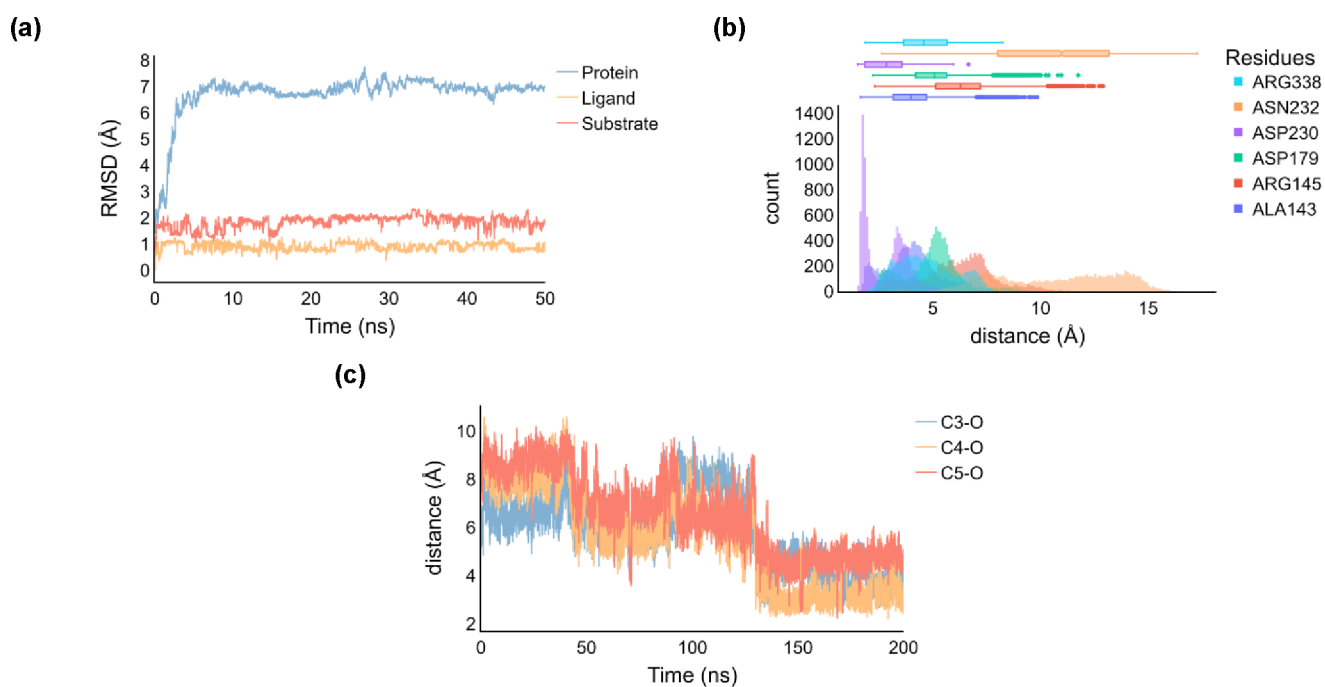 (a)
8
7
6
5
4
3
2
1
0
RMSD (Å)
0
10
20
30
40
50
Time (ns)
Protein
Ligand
Substrate
(b)
1400
1200
1000
800
600
400
200
0
count
5
10
15
distance (Å)
Residues
ARG338
ASN232
ASP230
ASP179
ARG145
ALA143
(c)
10
8
6
4
2
distance (Å)
0
50
100
150
200
Time (ns)
C3-O
C4-O
C5-O